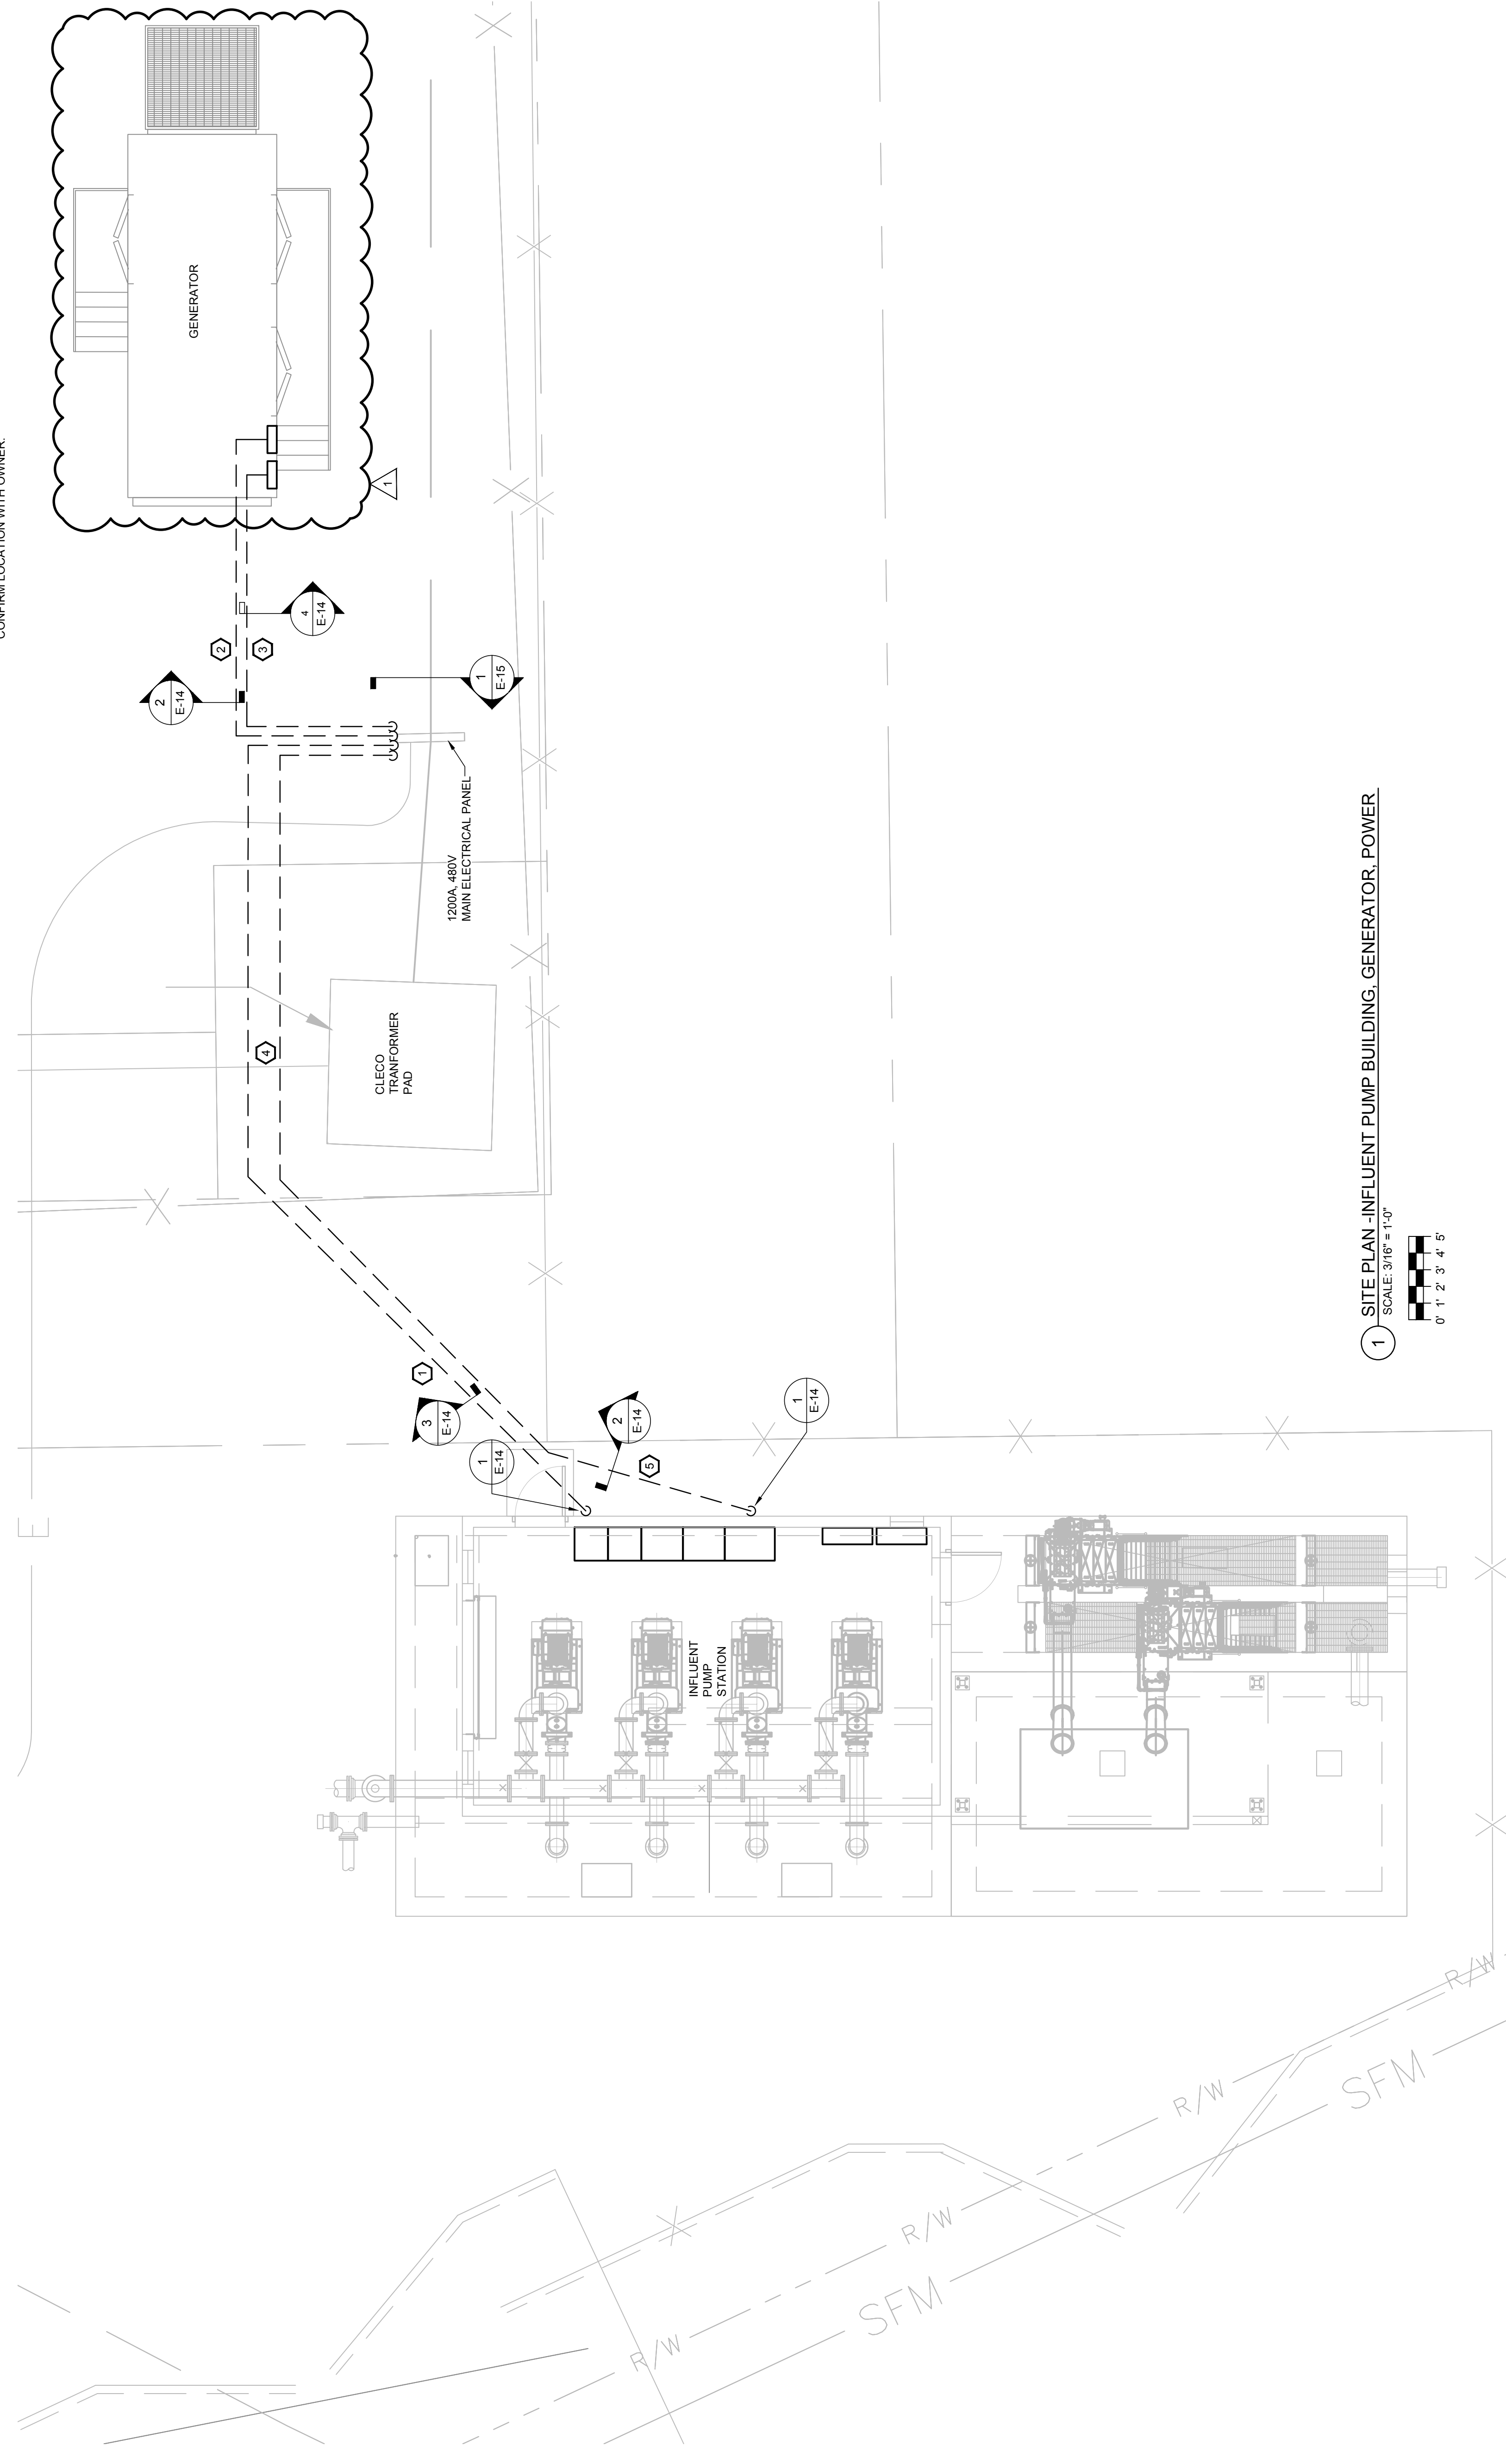 CONFIRM LOCATION WITH OWNER.
GENERATOR
1
4
E-14
2
3
2
E-14
1
E-15
1200A, 480V
MAIN ELECTRICAL PANEL
4
CLECO
TRANFORMER
PAD
1
3
E-14
2
E-14
1
E-14
1
E-14
5
E
INFLUENT
PUMP
STATION
1
SITE PLAN -INFLUENT PUMP BUILDING, GENERATOR, POWER
SCALE: 3/16" = 1'-0"
0' 1' 2' 3' 4' 5'
R/W
R/W
R/W
R/W
SFM
SFM